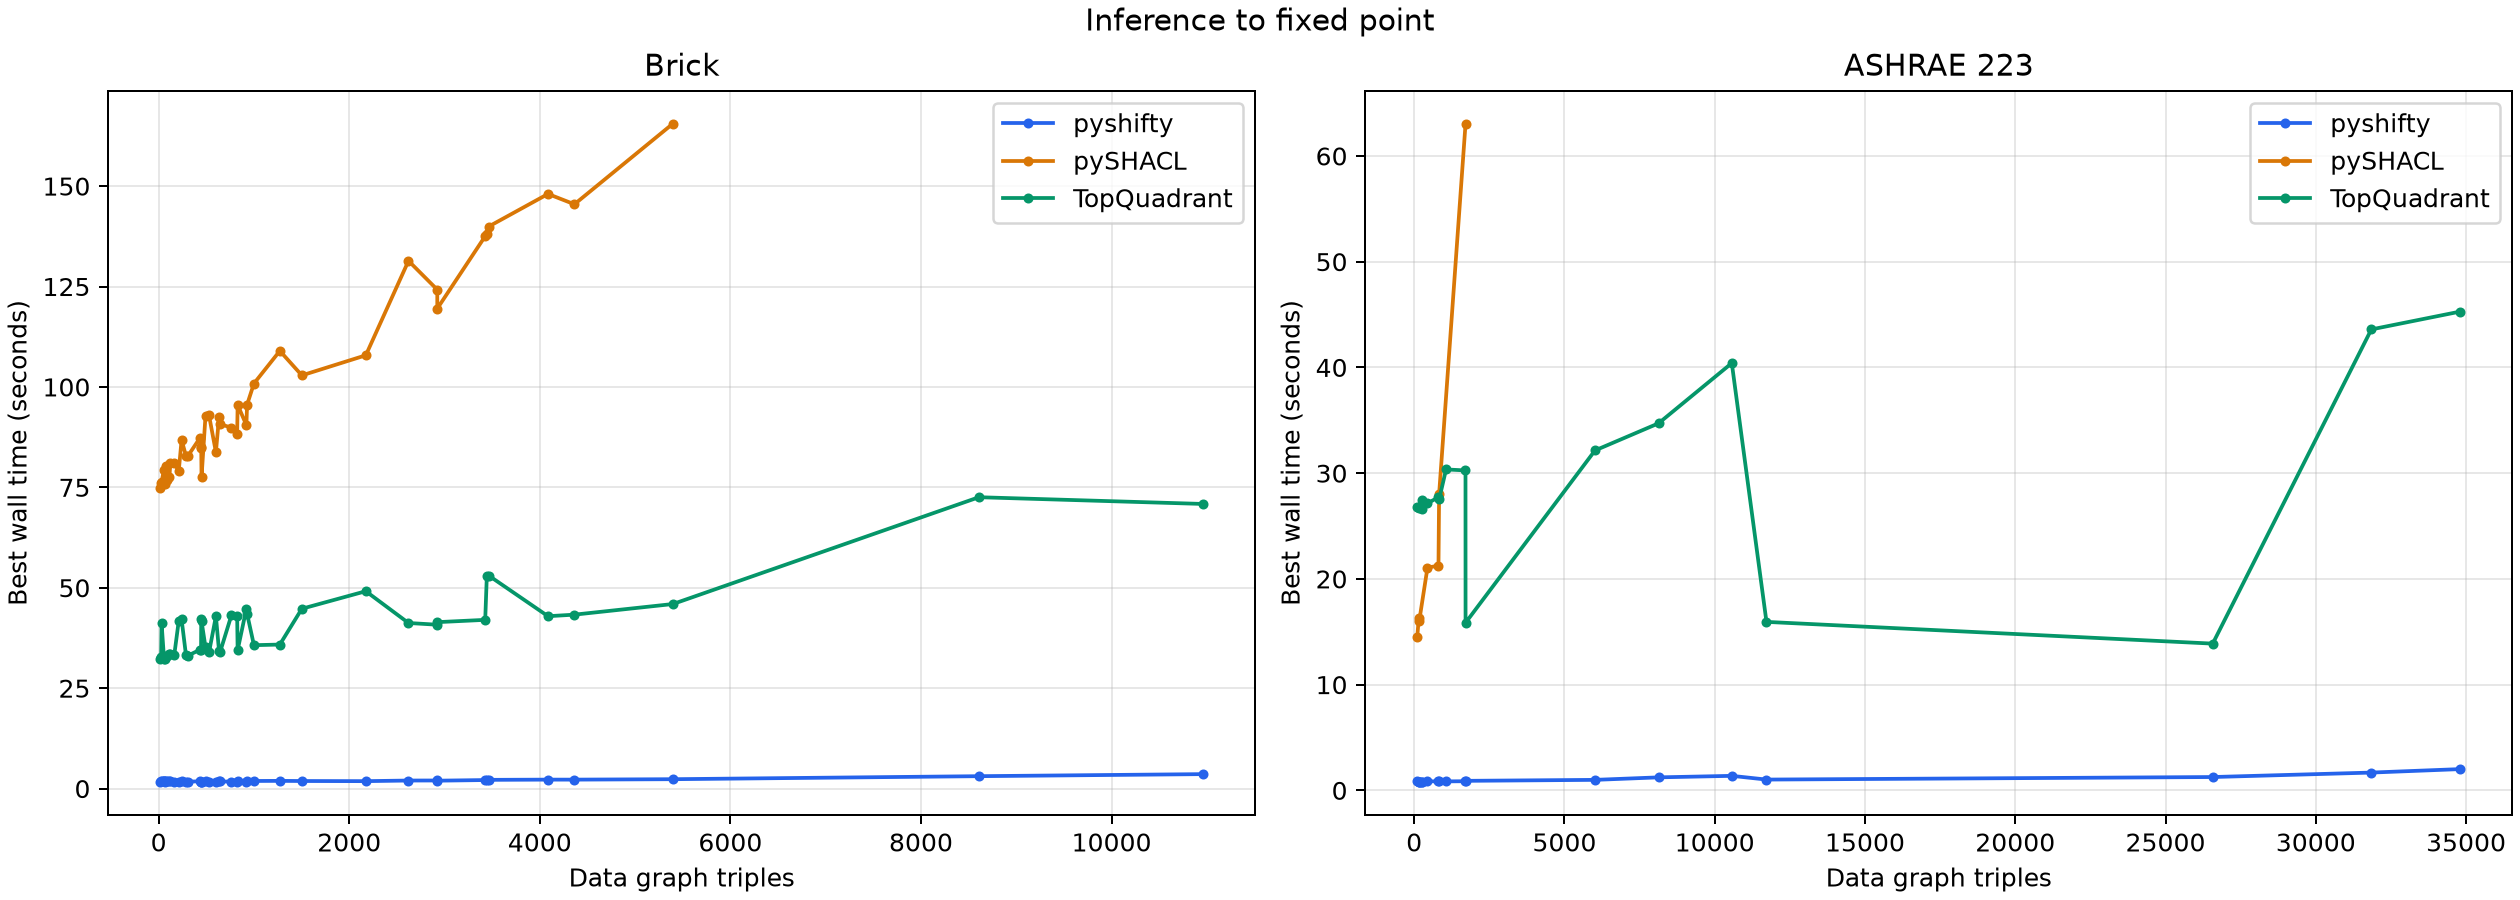 Inference to fixed point
Brick
Best wall time (seconds)
150
125
100
75
50
25
0
0 2000 4000 6000 8000 10000
Data graph triples
pyshifty
pySHACL
TopQuadrant
ASHRAE 223
Best wall time (seconds)
60
50
40
30
20
10
0
0 5000 10000 15000 20000 25000 30000 35000
Data graph triples
pyshifty
pySHACL
TopQuadrant